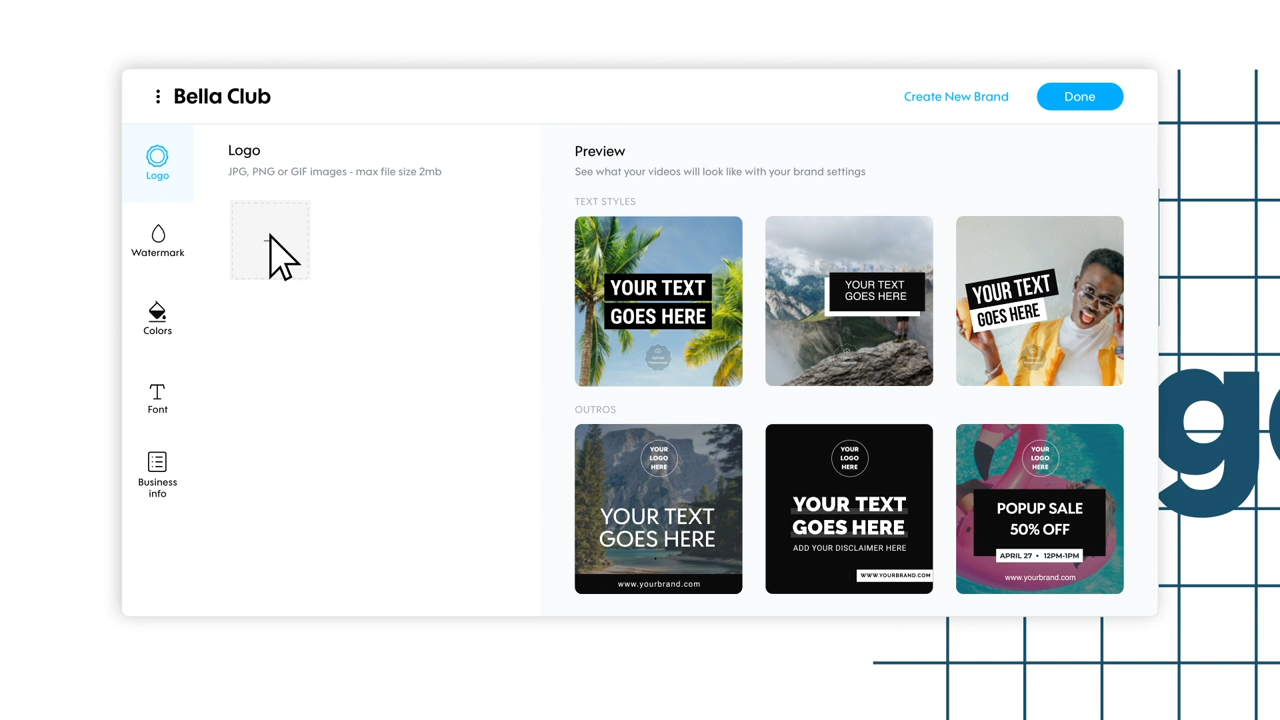 Bella Club
Create New Brand
Done
Logo
Watermark
Colors
Font
Business
info
Logo
JPG, PNG or GIF images - max file size 2mb
Preview
See what your videos will look like with your brand settings
TEXT STYLES
YOUR TEXT
GOES HERE
YOUR TEXT
GOES HERE
YOUR TEXT
GOES HERE
OUTROS
YOUR
LOGO
HERE
YOUR TEXT
GOES HERE
www.yourbrand.com
YOUR
LOGO
HERE
YOUR TEXT
GOES HERE
ADD YOUR DISCLAIMER HERE
WWW.YOURBRAND.COM
YOUR
LOGO
HERE
POPUP SALE
50% OFF
APRIL 27 • 12PM-1PM
www.yourbrand.com
g